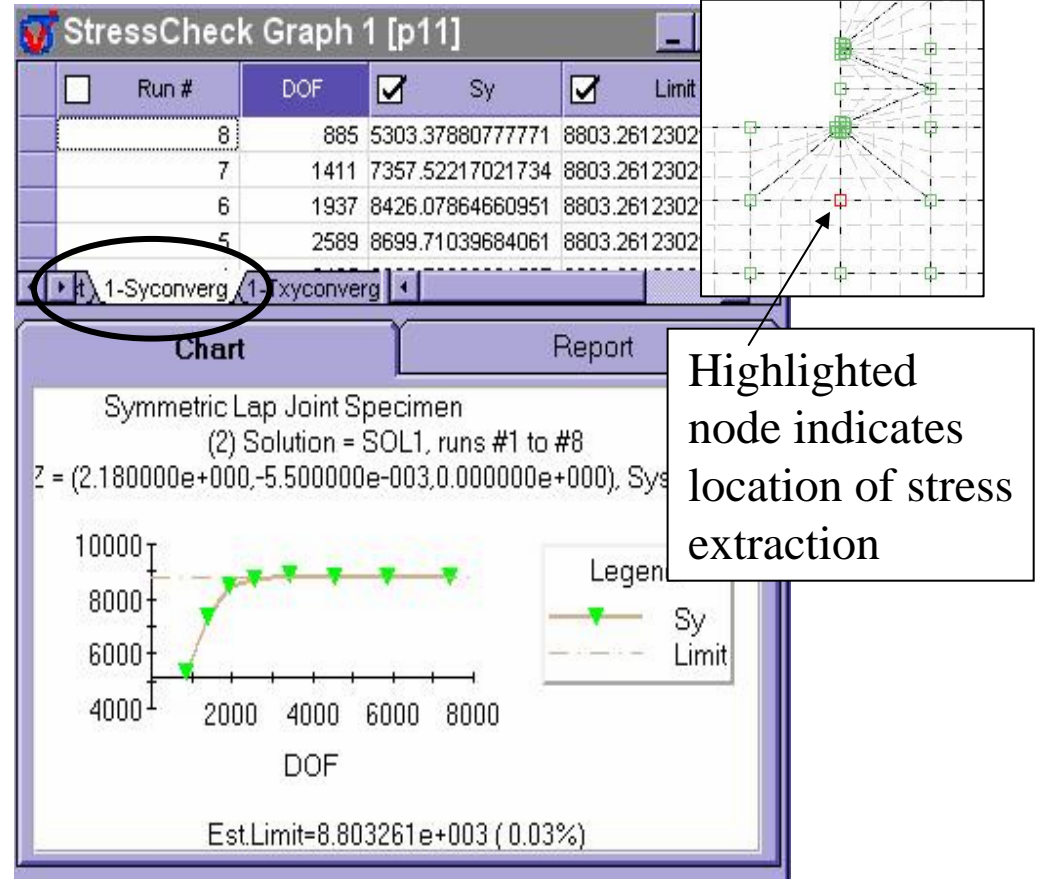 StressCheck Graph 1 [p11]
Run # DOF Sy Limit
8 885 5303.37880777771 8803.2612302
7 1411 7357.52217021734 8803.2612302
6 1937 8426.07864660951 8803.2612302
5 2589 8699.71039684061 8803.2612302
1-Syconverg 1-Txyconverg
Chart Report
Symmetric Lap Joint Specimen
(2) Solution = SOL1, runs #1 to #8
= (2.180000e+000,-5.500000e-003,0.000000e+000), Sys
10000
8000
6000
4000
2000 4000 6000 8000
DOF
Legen
Sy
Limit
Est.Limit=8.803261e+003 ( 0.03%)
Highlighted
node indicates
location of stress
extraction